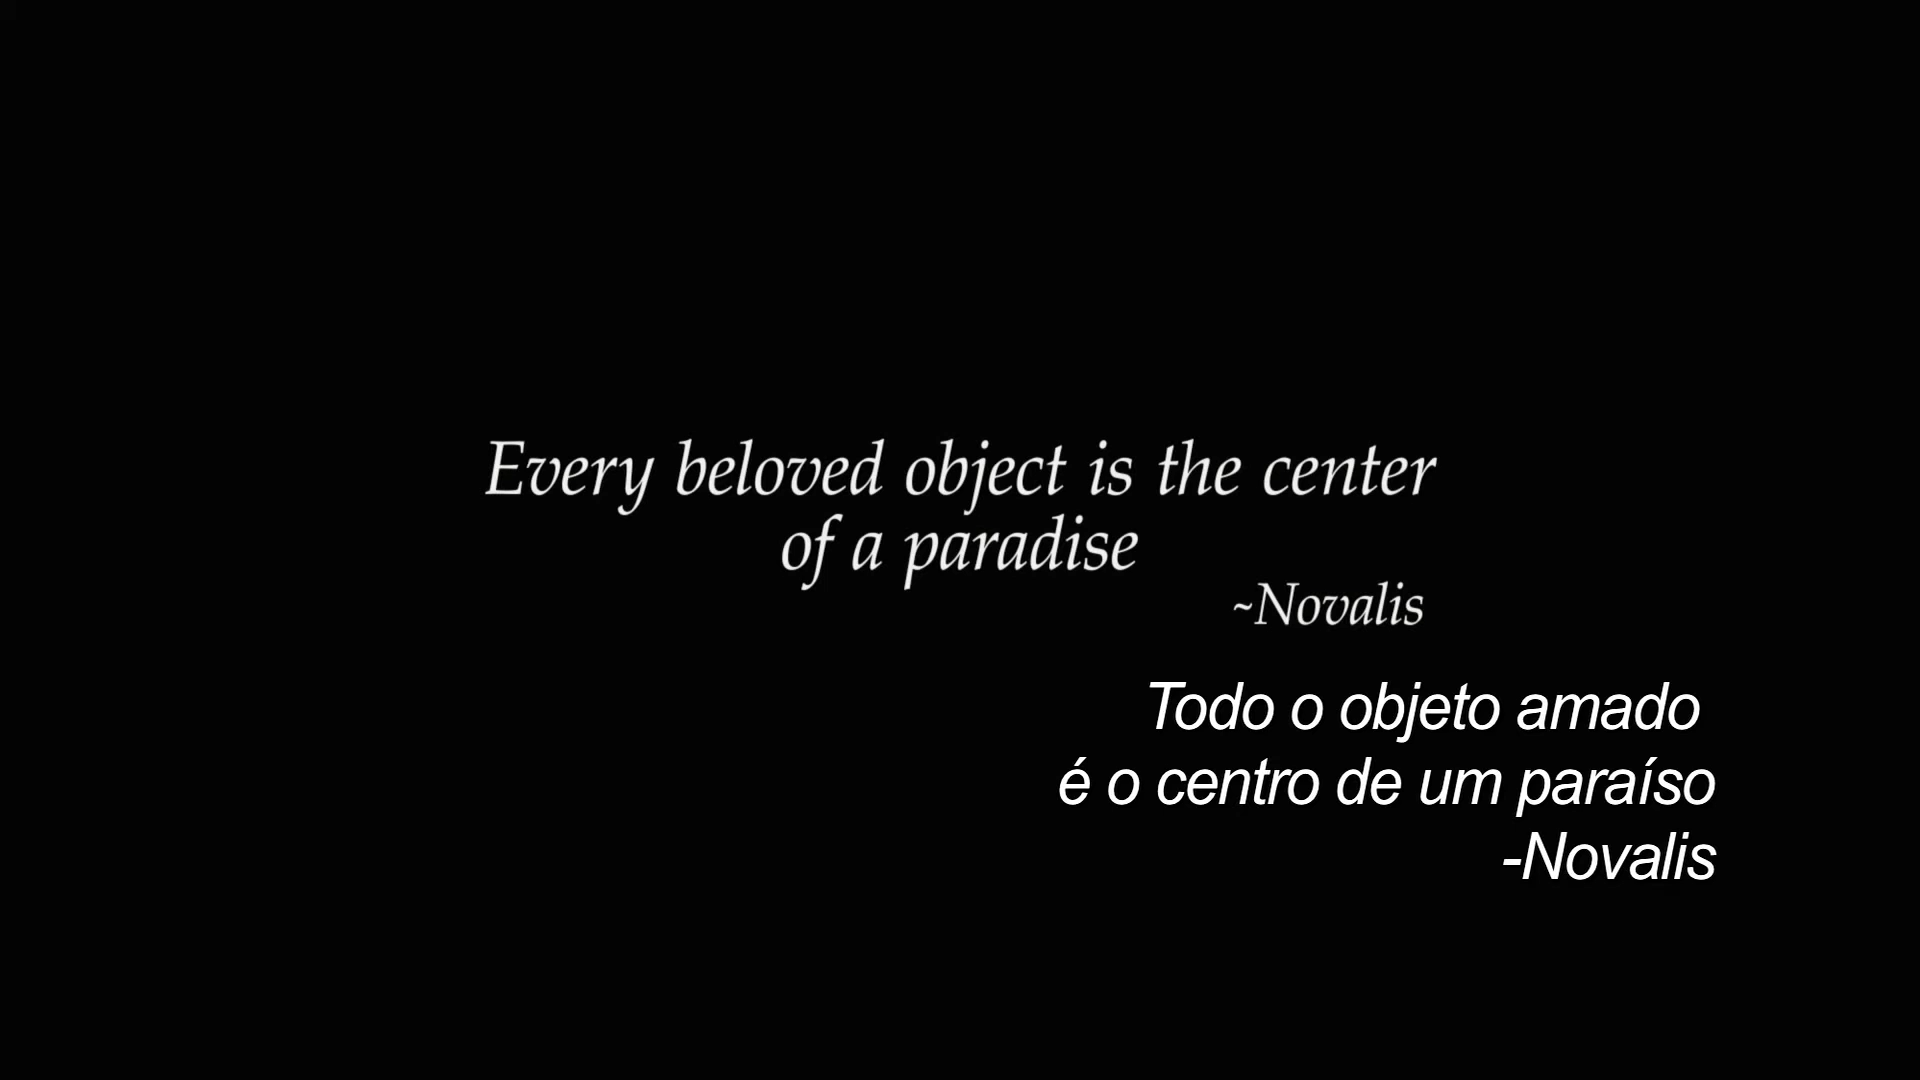 Every beloved object is the center
of a paradise
~Novalis
Todo o objeto amado
é o centro de um paraíso
-Novalis